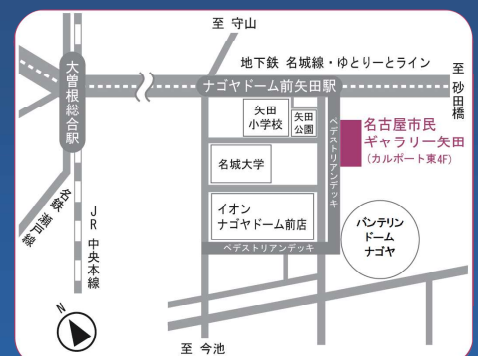 至 守山
地下鉄 名城線・ゆとりーとライン
至 砂田橋
大曽根総合駅
ナゴヤドーム前矢田駅
矢田
小学校
矢田
公園
名古屋市民
ギャラリー矢田
(カルポート東4F)
ペデストリアンデッキ
名城大学
イオン
ナゴヤドーム前店
バンテリン
ドーム
ナゴヤ
ペデストリアンデッキ
名鉄 瀬戸線
JR 中央本線
N
至 今池